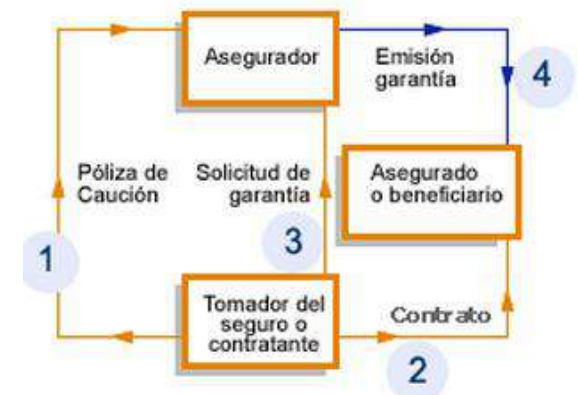 Asegurador
Emisión
garantía
4
Póliza de
Caución
Solicitud de
garantía
Asegurado
o beneficiario
1
3
Tomador del
seguro o
contratante
Contrato
2